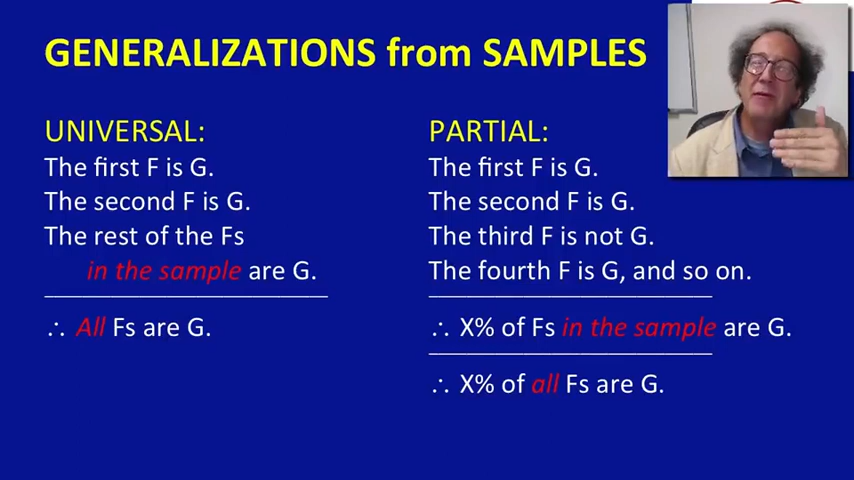 GENERALIZATIONS from SAMPLES
UNIVERSAL:
The first F is G.
The second F is G.
The rest of the Fs
in the sample are G.
∴ All Fs are G.
PARTIAL:
The first F is G.
The second F is G.
The third F is not G.
The fourth F is G, and so on.
∴ X% of Fs in the sample are G.
∴ X% of all Fs are G.